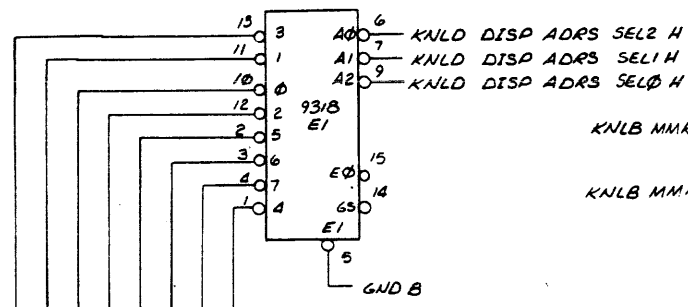 13 3 AØ 6 KNLD DISP ADRS SEL2 H
11 1 A1 7 KNLD DISP ADRS SEL1 H
10 Ø A2 9 KNLD DISP ADRS SELØ H
12 2 9318
E1
2 5 KNLB MMR
3 6 EØ 15
4 7 14 KNLB MMR
1 4 GS
E1
5
GND B